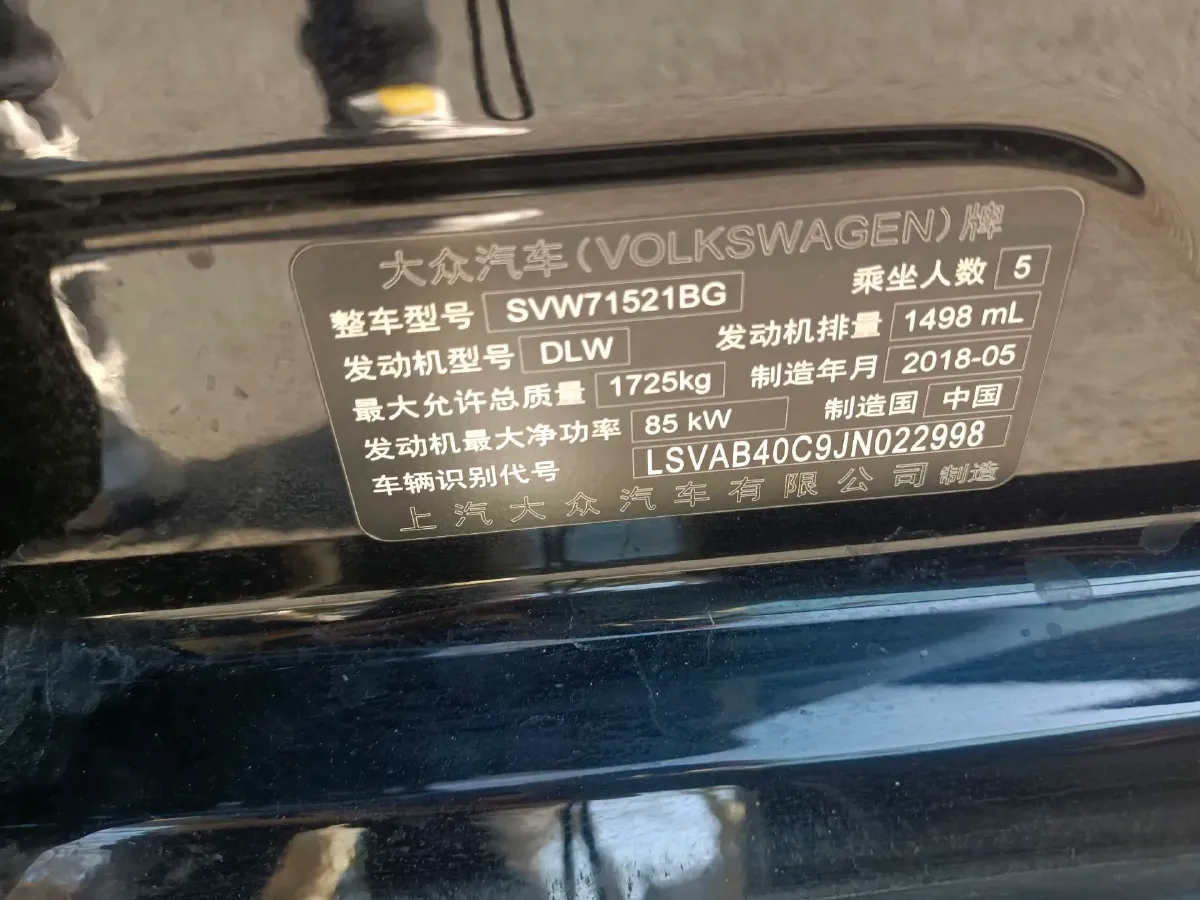 大众汽车(VOLKSWAGEN)牌
整车型号 SVW71521BG 乘坐人数 5
发动机型号 DLW 发动机排量 1498 mL
最大允许总质量 1725kg 制造年月 2018-05
发动机最大净功率 85 kW 制造国 中国
车辆识别代号 LSVAB40C9JN022998
上汽大众汽车有限公司 制造